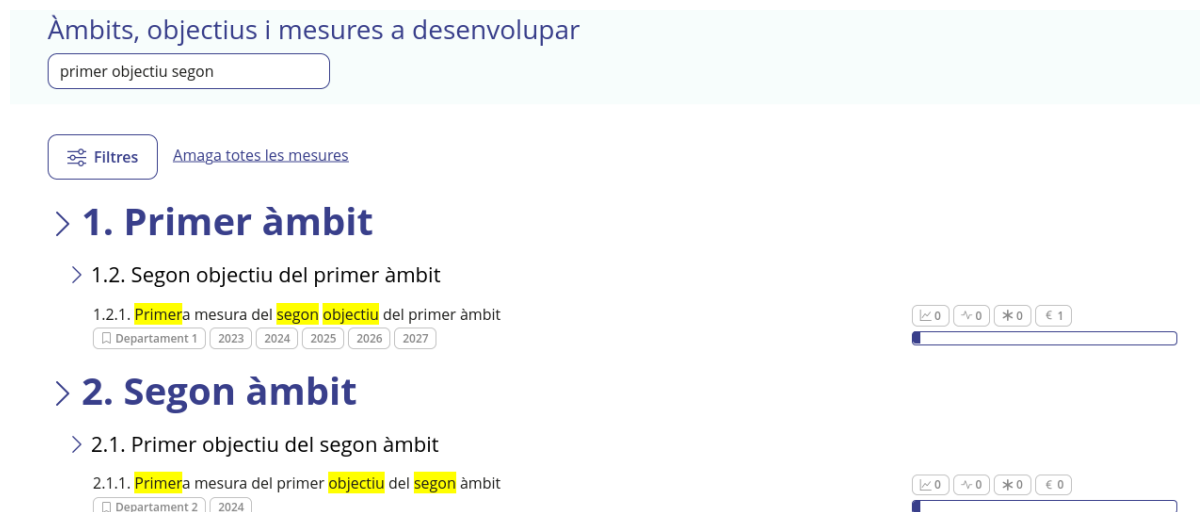 Àmbits, objectius i mesures a desenvolupar
primer objectiu segon
Filtres Amaga totes les mesures
1. Primer àmbit
1.2. Segon objectiu del primer àmbit
1.2.1. Primera mesura del segon objectiu del primer àmbit 0 0 0 € 1
Departament 1 2023 2024 2025 2026 2027
2. Segon àmbit
2.1. Primer objectiu del segon àmbit
2.1.1. Primera mesura del primer objectiu del segon àmbit 0 0 0 € 0
Departament 2 2024